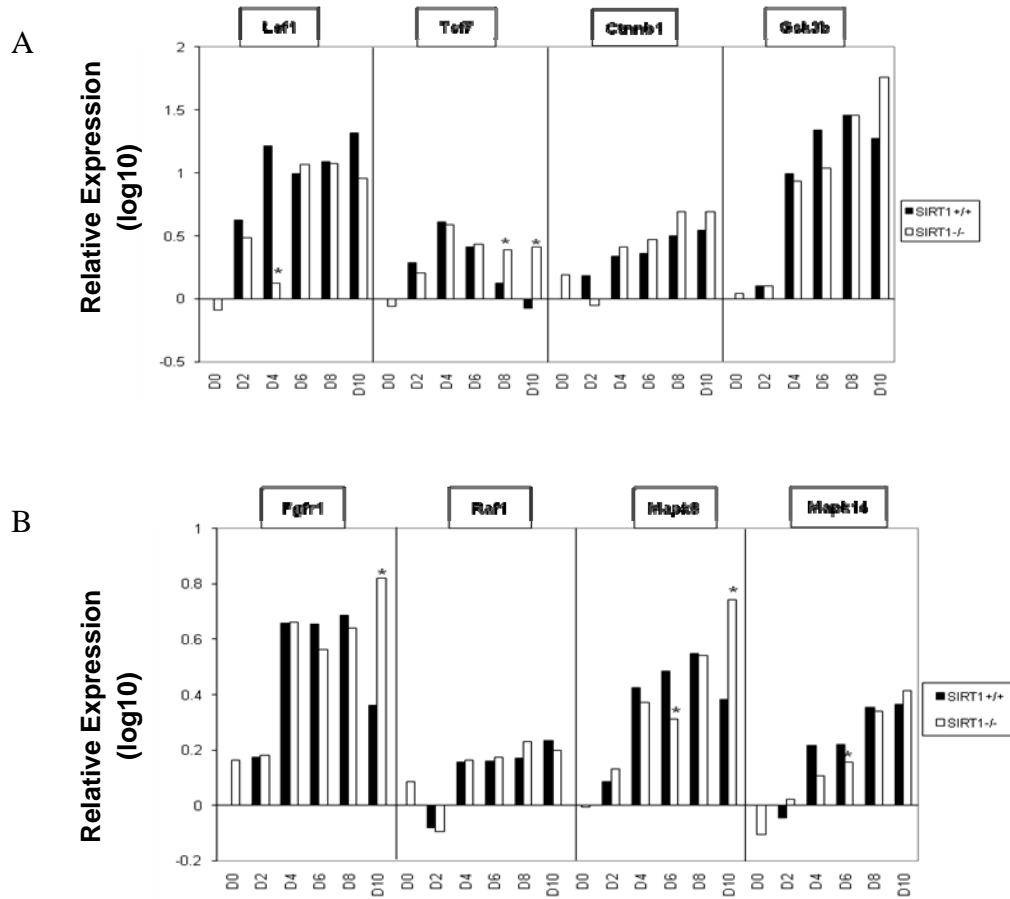 A
Lef1 Tcf7 Ctnnb1 Gsk3b
Relative Expression
(log10)
2
1.5
1
0.5
0
-0.5
* * *
D0 D2 D4 D6 D8 D10 D0 D2 D4 D6 D8 D10 D0 D2 D4 D6 D8 D10 D0 D2 D4 D6 D8 D10
SIRT1+/+
SIRT1-/-
B
Fgfr1 Raf1 Mapk8 Mapk14
Relative Expression
(log10)
1
0.8
0.6
0.4
0.2
0
-0.2
* * * *
D0 D2 D4 D6 D8 D10 D0 D2 D4 D6 D8 D10 D0 D2 D4 D6 D8 D10 D0 D2 D4 D6 D8 D10
SIRT1+/+
SIRT1-/-